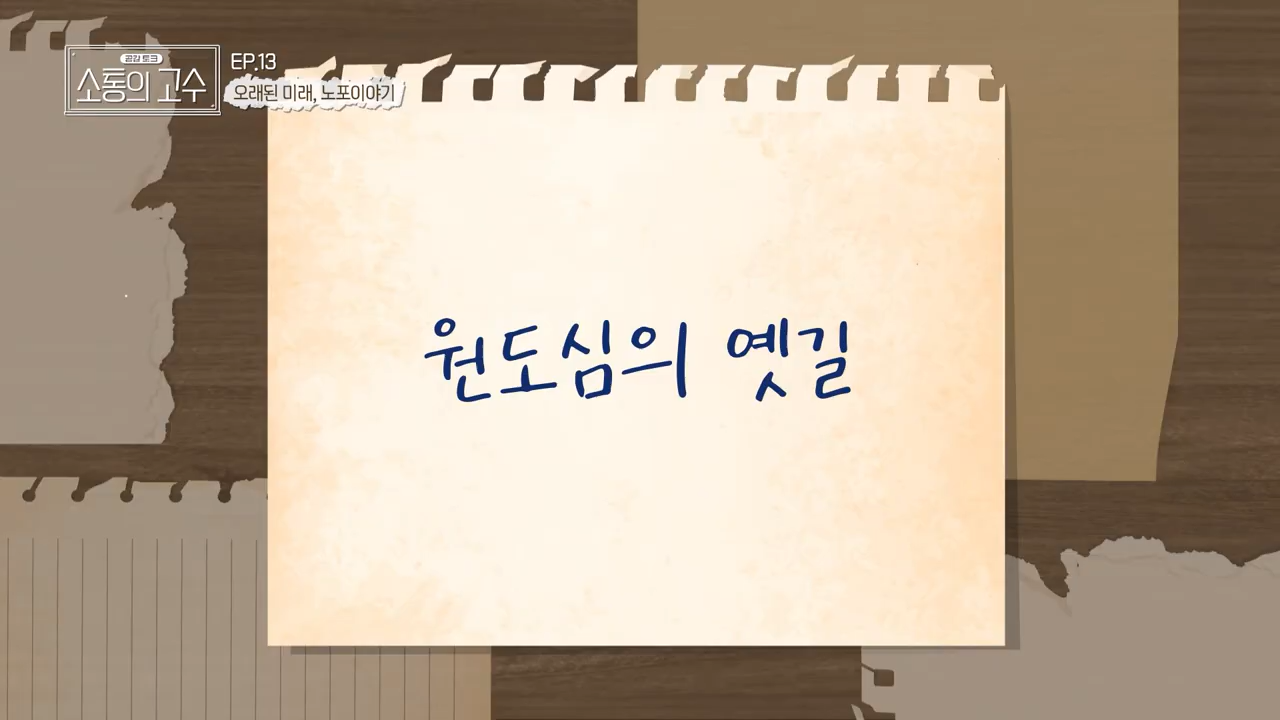 공감 토크
소통의 고수
EP.13
오래된 미래, 노포이야기
원도심의 옛길